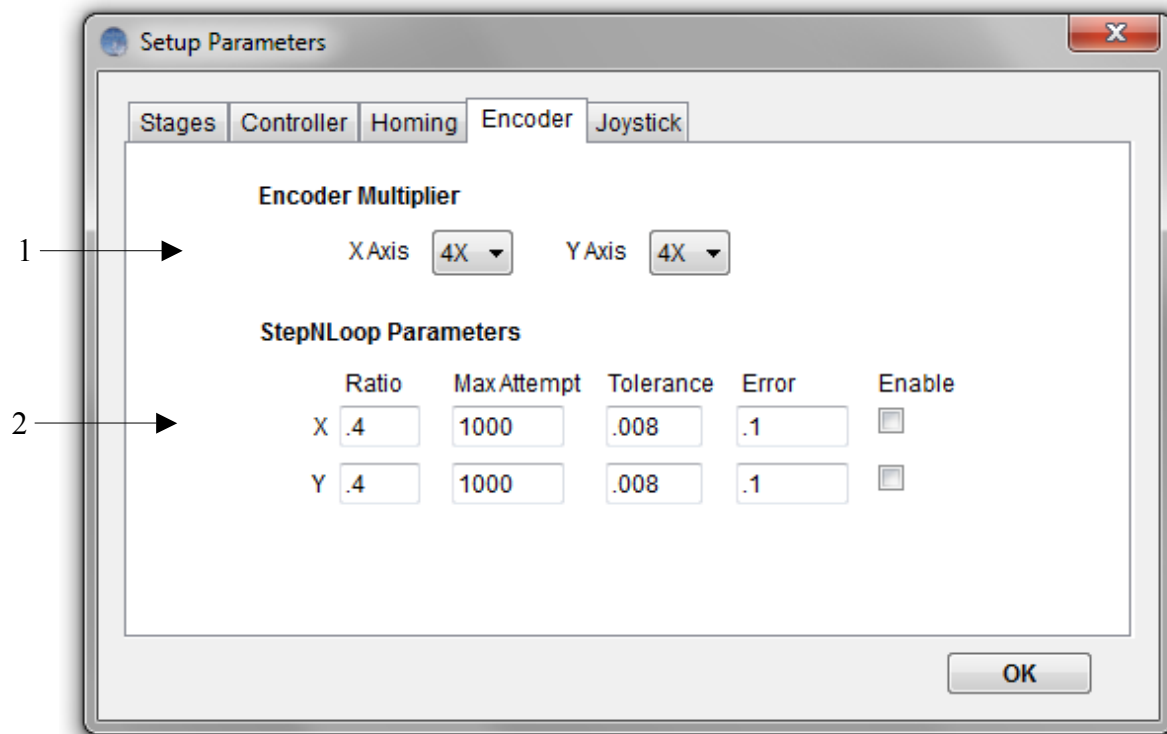 Setup Parameters
Stages Controller Homing Encoder Joystick
Encoder Multiplier
1 X Axis 4X Y Axis 4X
StepNLoop Parameters
Ratio Max Attempt Tolerance Error Enable
2 X .4 1000 .008 .1
Y .4 1000 .008 .1
OK